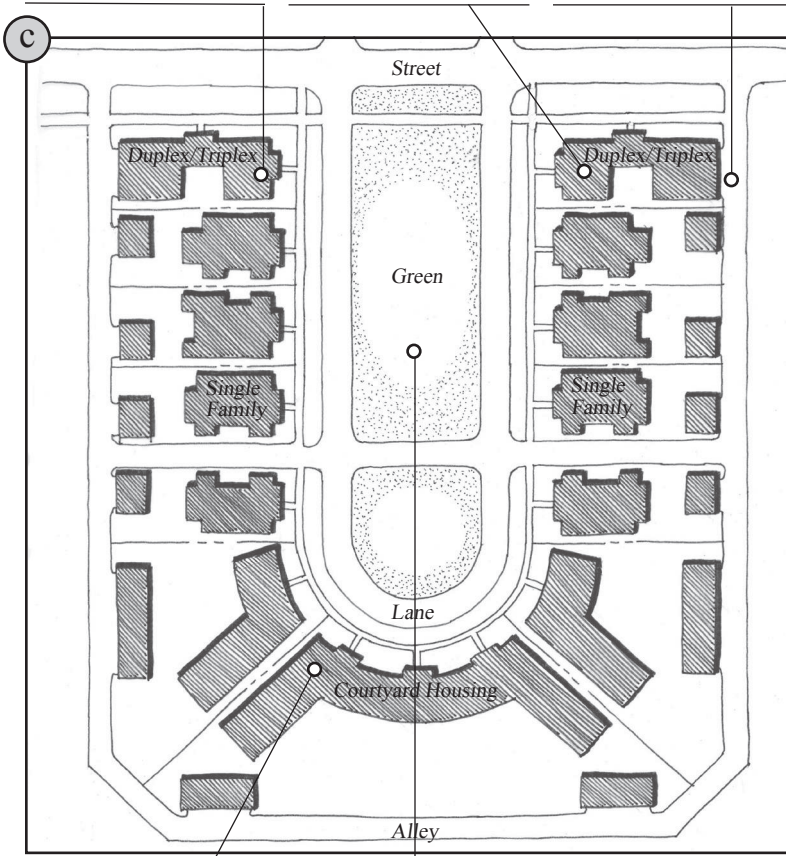 C
Street
Duplex/Triplex
Duplex/Triplex
Green
Single
Family
Single
Family
Lane
Courtyard Housing
Alley